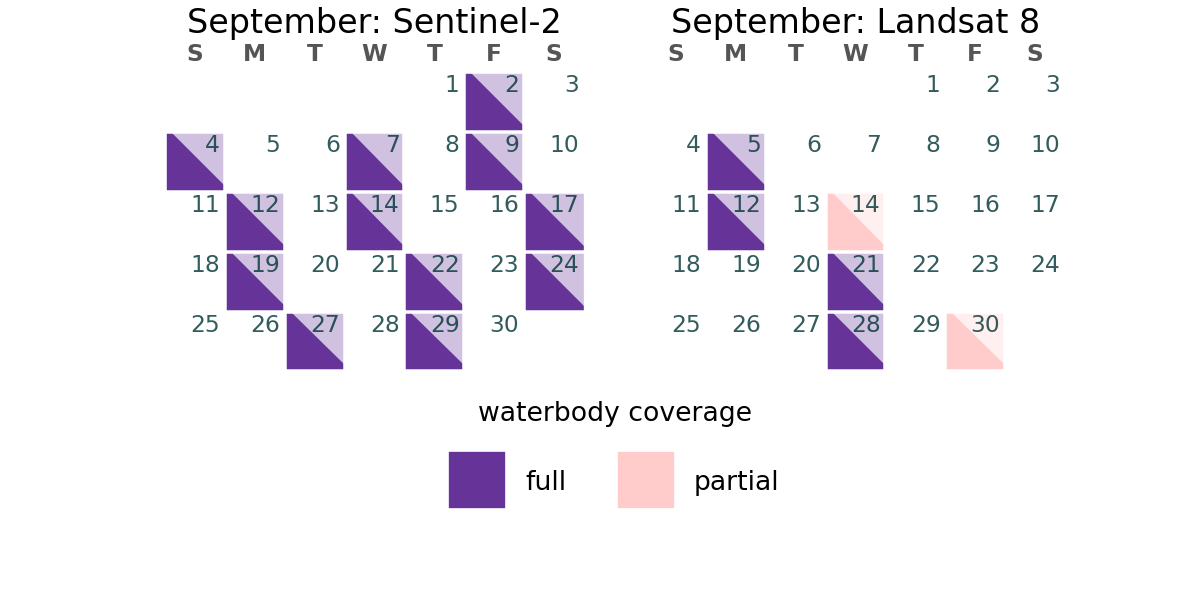 September: Sentinel-2
S M T W T F S
1 2 3
4 5 6 7 8 9 10
11 12 13 14 15 16 17
18 19 20 21 22 23 24
25 26 27 28 29 30
September: Landsat 8
S M T W T F S
1 2 3
4 5 6 7 8 9 10
11 12 13 14 15 16 17
18 19 20 21 22 23 24
25 26 27 28 29 30
waterbody coverage
full partial